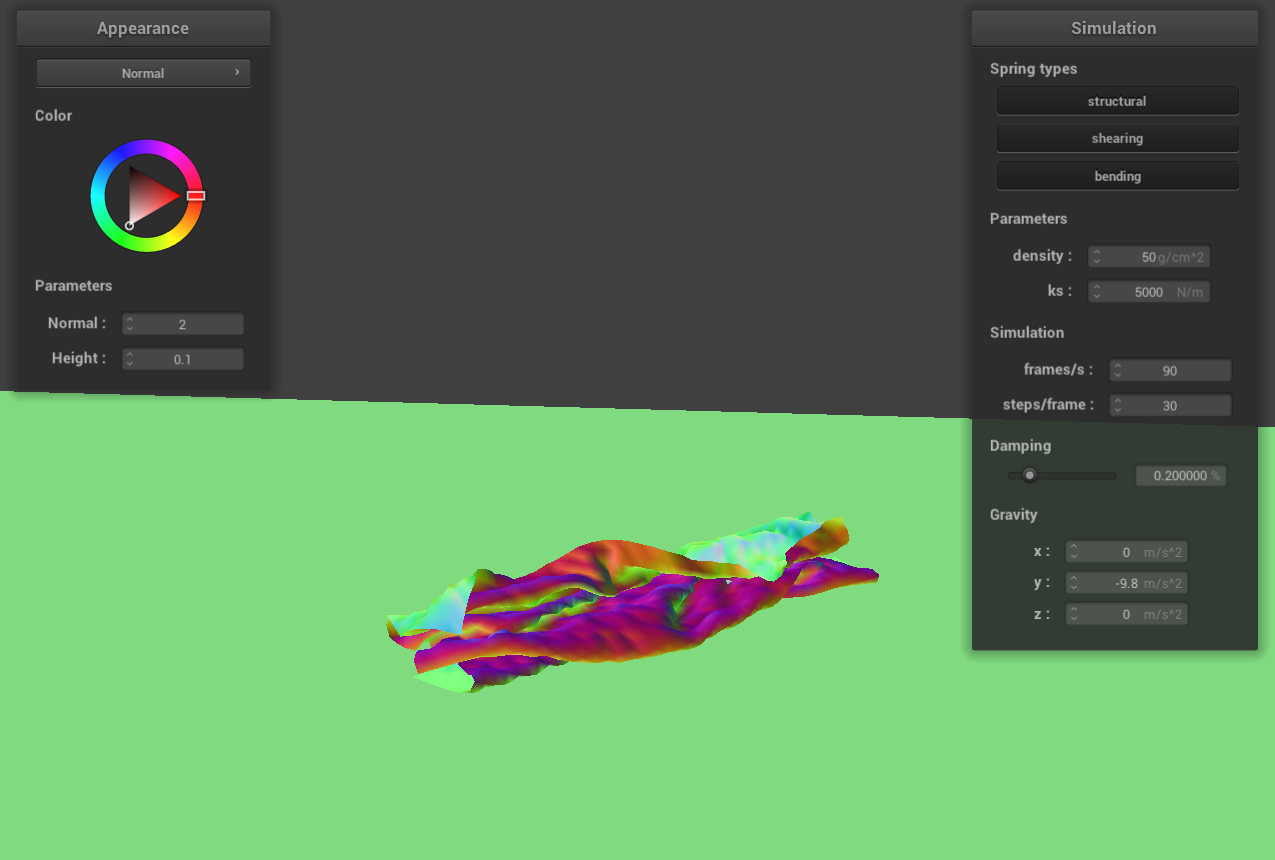 Appearance
Normal
Color
Parameters
Normal : 2
Height : 0.1
Simulation
Spring types
structural
shearing
bending
Parameters
density : 50 g/cm^2
ks : 5000 N/m
Simulation
frames/s : 90
steps/frame : 30
Damping
0.200000 %
Gravity
x : 0 m/s^2
y : -9.8 m/s^2
z : 0 m/s^2